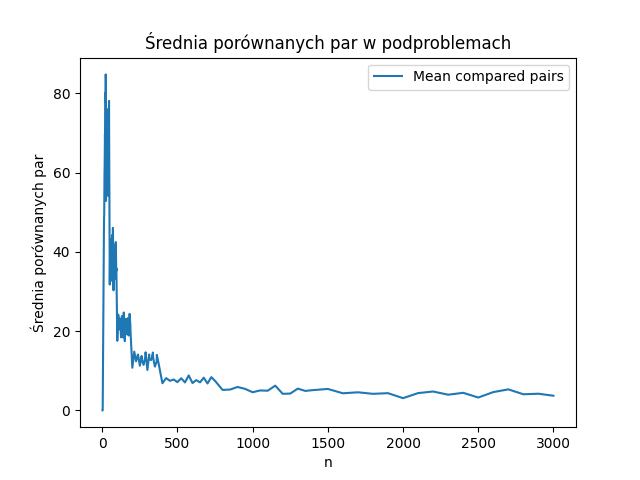 Średnia porównanych par w podproblemach
Mean compared pairs
Średnia porównanych par
80
60
40
20
0
0 500 1000 1500 2000 2500 3000
n